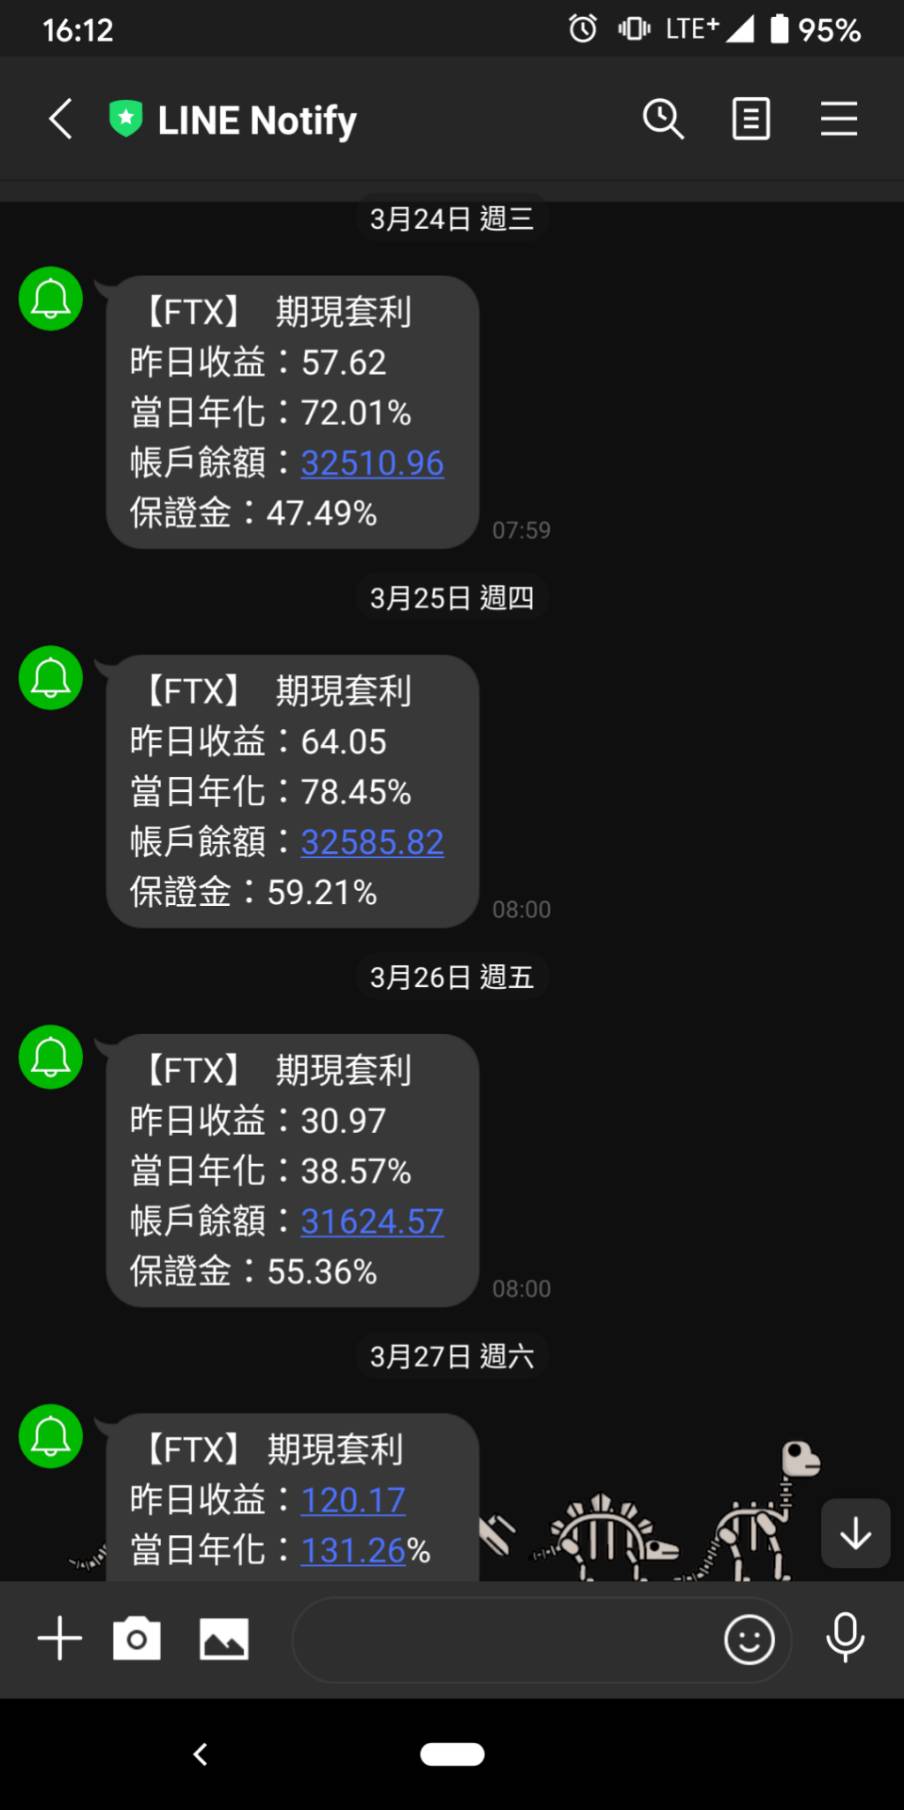 16:12
LTE+
95%
LINE Notify
3月24日 週三
【FTX】 期現套利
昨日收益：57.62
當日年化：72.01%
帳戶餘額：32510.96
保證金：47.49%
07:59
3月25日 週四
【FTX】 期現套利
昨日收益：64.05
當日年化：78.45%
帳戶餘額：32585.82
保證金：59.21%
08:00
3月26日 週五
【FTX】 期現套利
昨日收益：30.97
當日年化：38.57%
帳戶餘額：31624.57
保證金：55.36%
08:00
3月27日 週六
【FTX】 期現套利
昨日收益：120.17
當日年化：131.26%